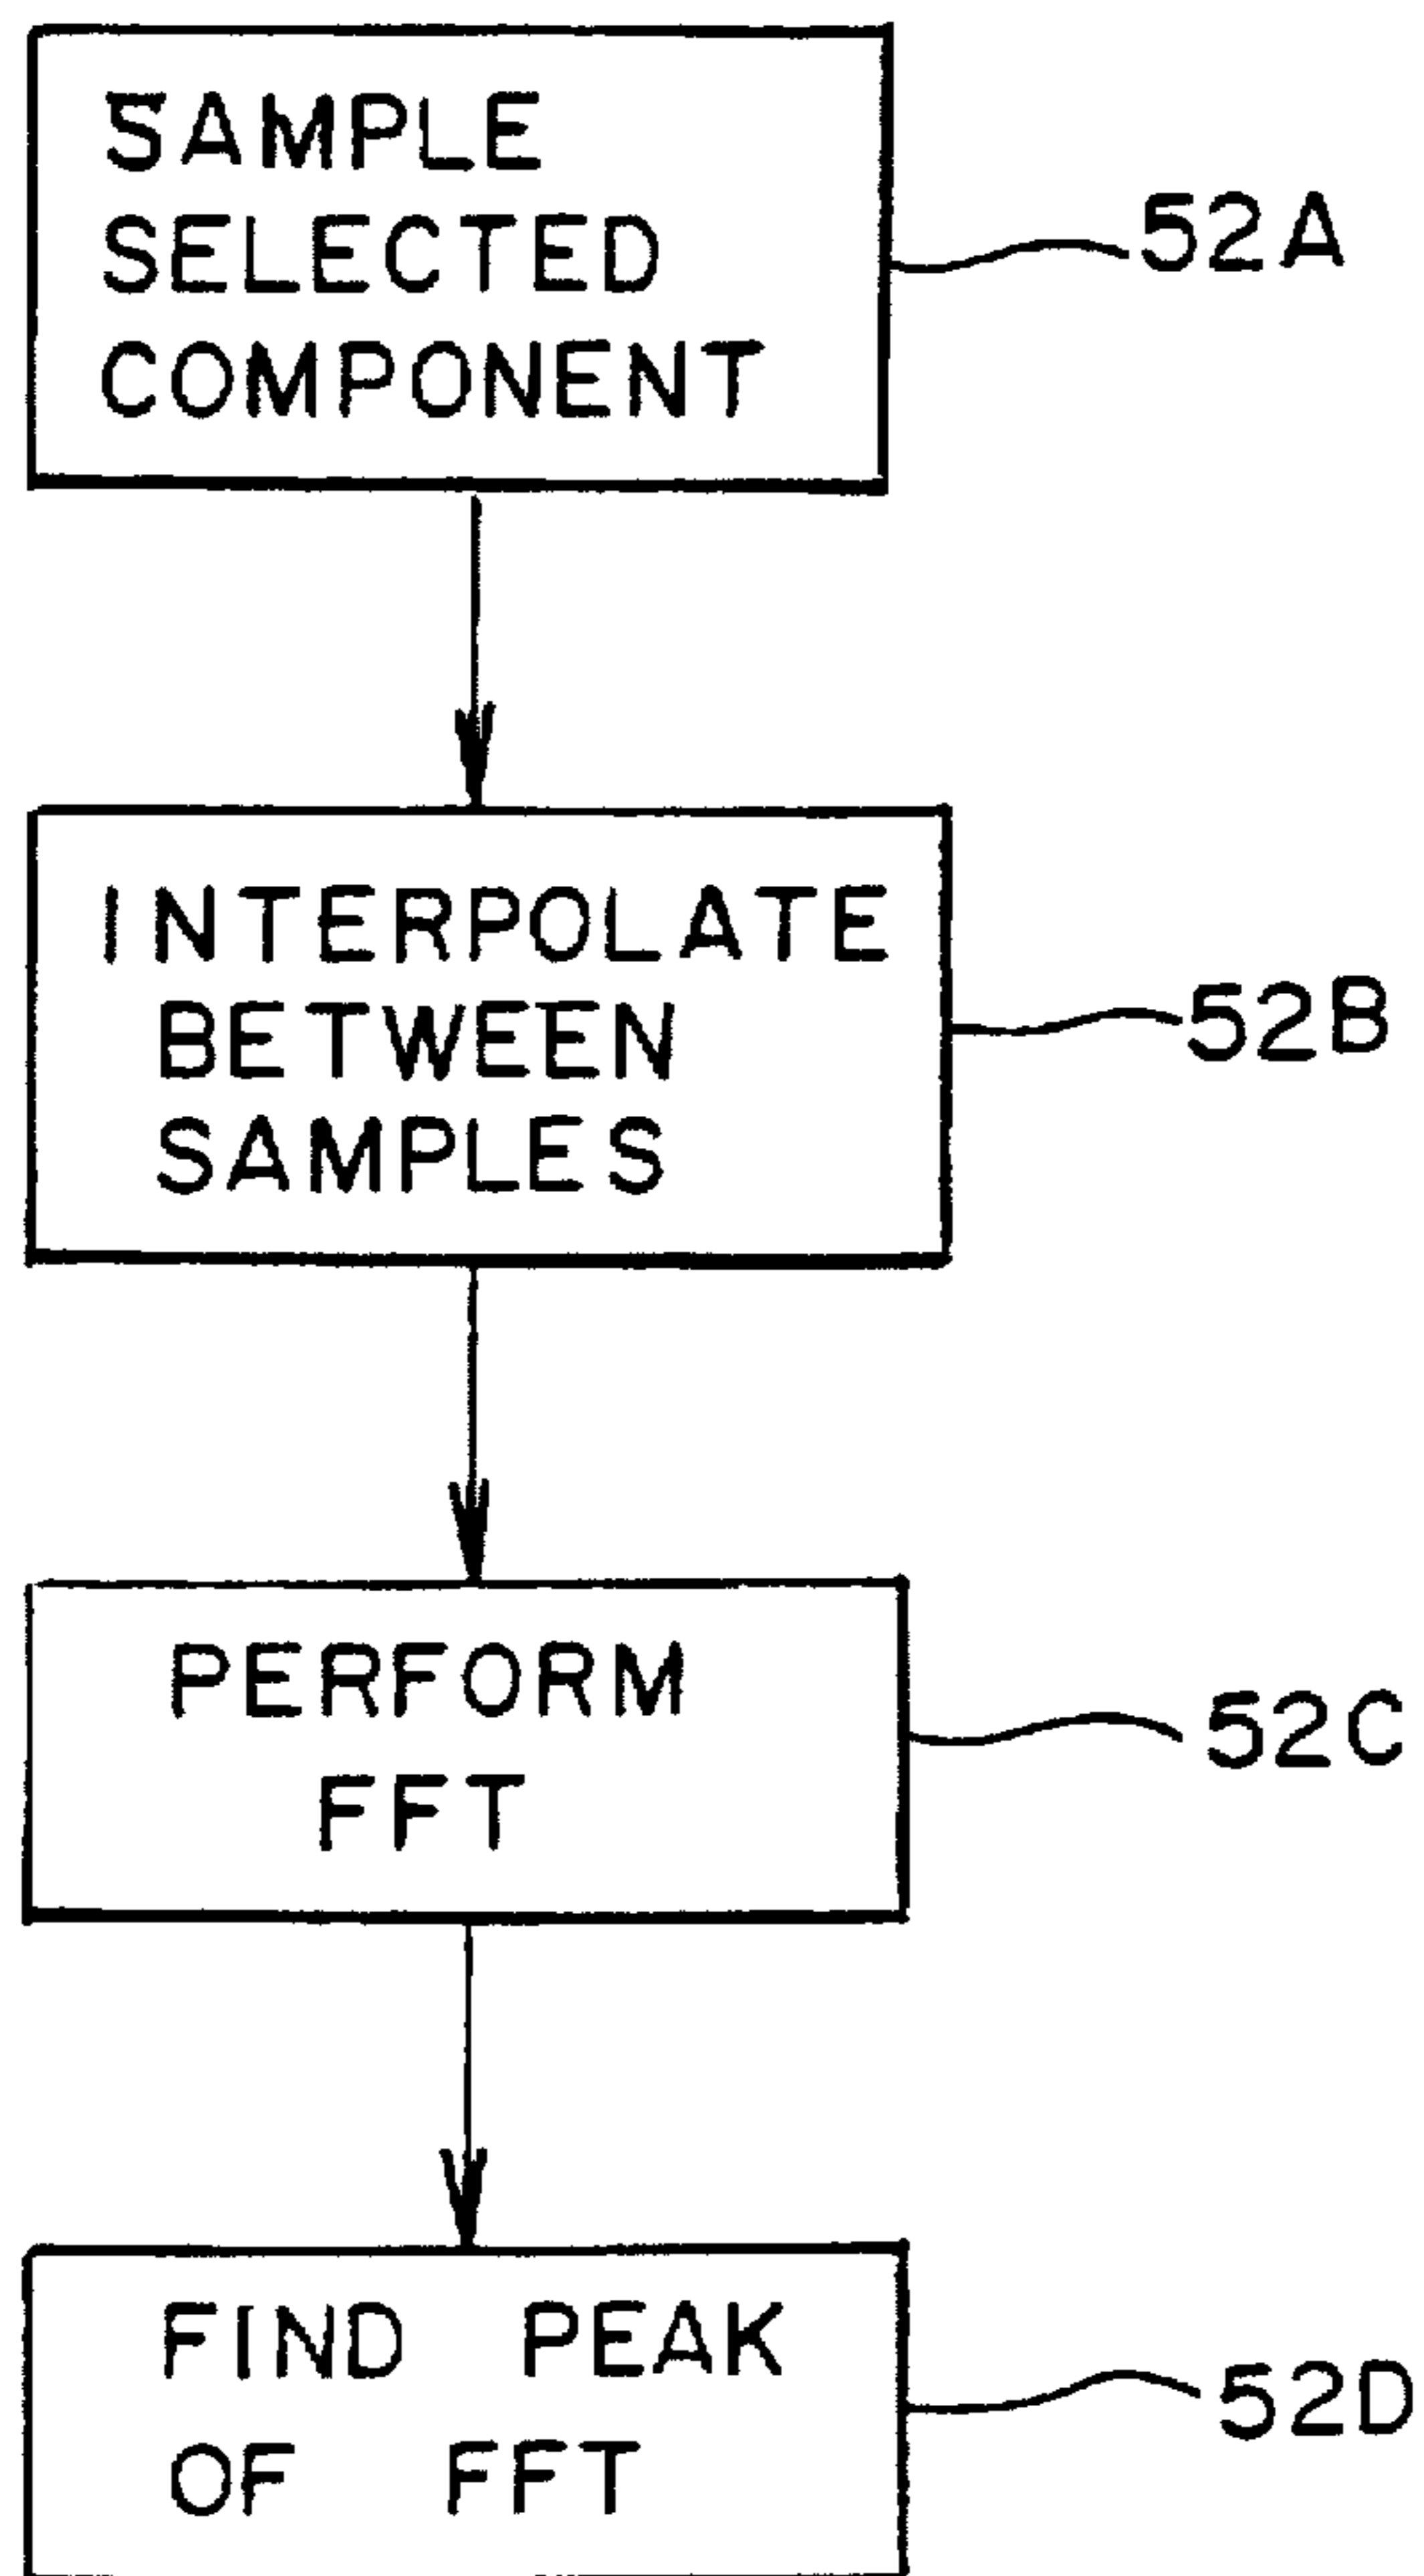 SAMPLE
SELECTED
COMPONENT
52A
INTERPOLATE
BETWEEN
SAMPLES
52B
PERFORM
FFT
52C
FIND PEAK
OF FFT
52D